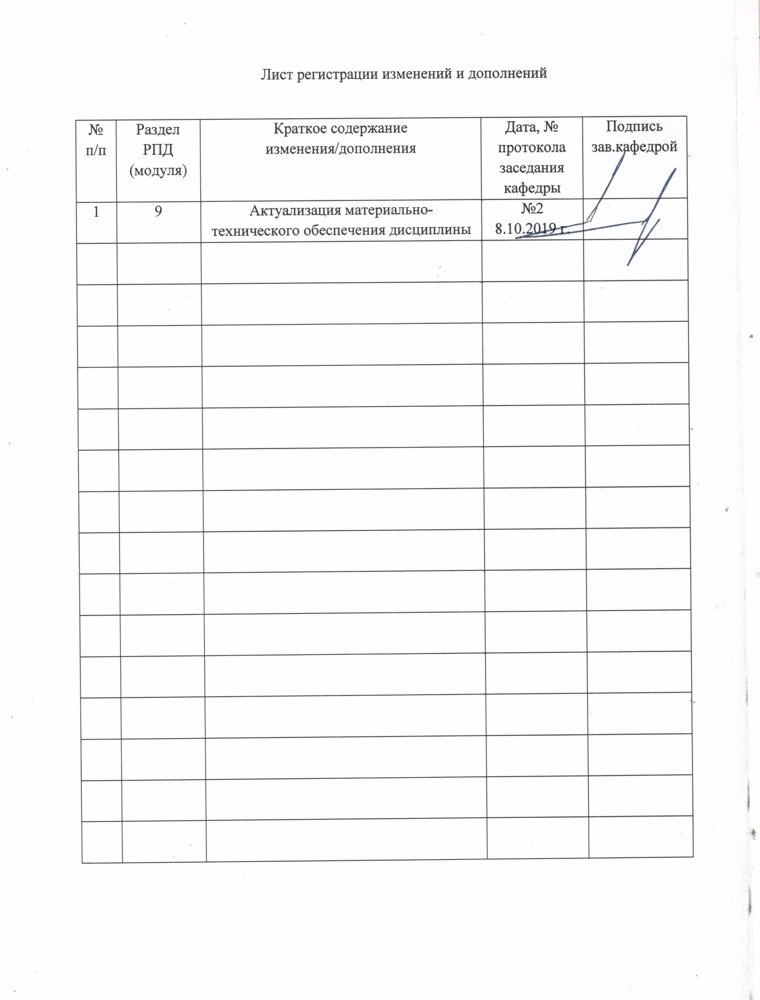 Лист регистрации изменений и дополнений
№ п/п
Раздел РПД (модуля)
Краткое содержание изменения/дополнения
Дата, № протокола заседания кафедры
Подпись зав.кафедрой
1
9
Актуализация материально-
технического обеспечения дисциплины
№2
8.10.2019 г.